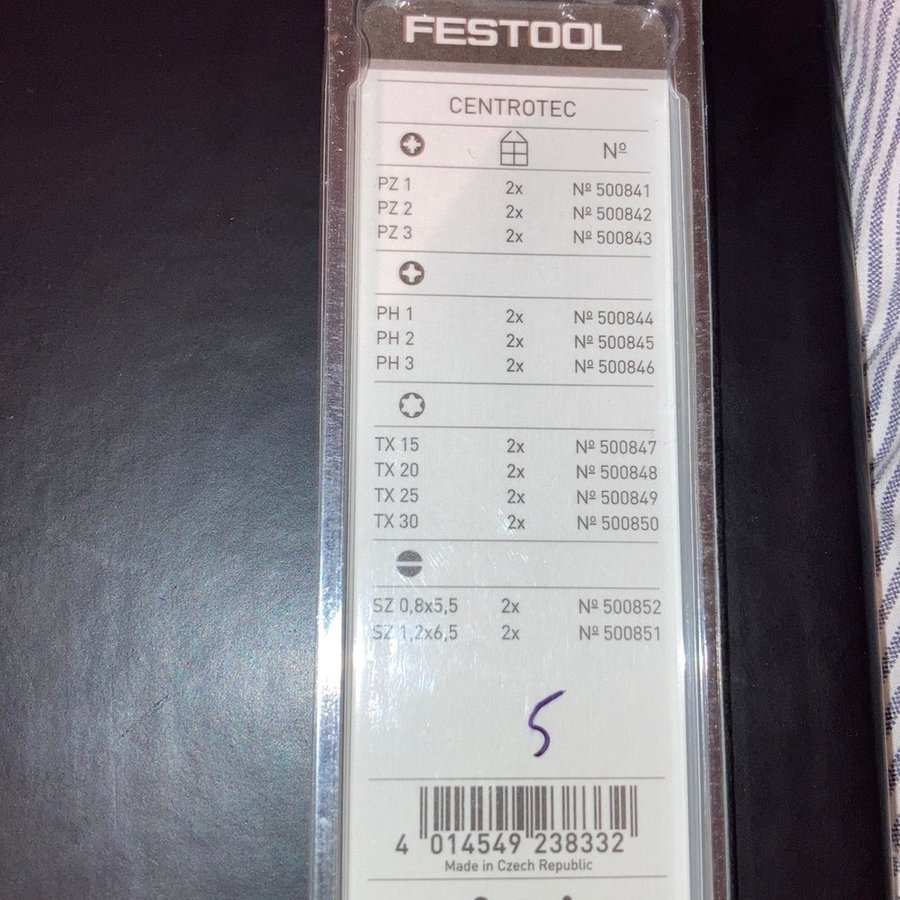 FESTOOL
CENTROTEC
Nº
PZ 1 2x Nº 500841
PZ 2 2x Nº 500842
PZ 3 2x Nº 500843
PH 1 2x Nº 500844
PH 2 2x Nº 500845
PH 3 2x Nº 500846
TX 15 2x Nº 500847
TX 20 2x Nº 500848
TX 25 2x Nº 500849
TX 30 2x Nº 500850
SZ 0,8x5,5 2x Nº 500852
SZ 1,2x6,5 2x Nº 500851
5
4 014549 238332
Made in Czech Republic